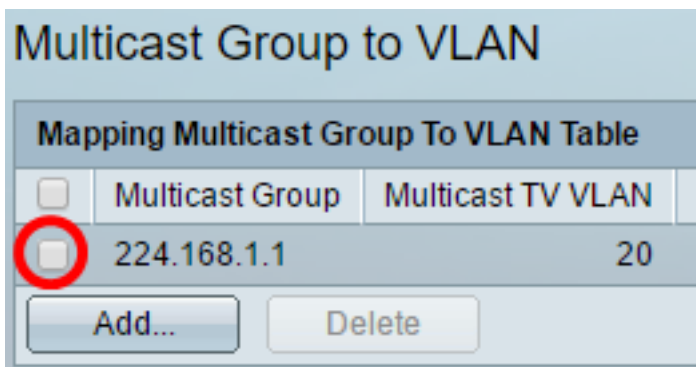 Multicast Group to VLAN
Mapping Multicast Group To VLAN Table
Multicast Group Multicast TV VLAN
224.168.1.1 20
Add... Delete